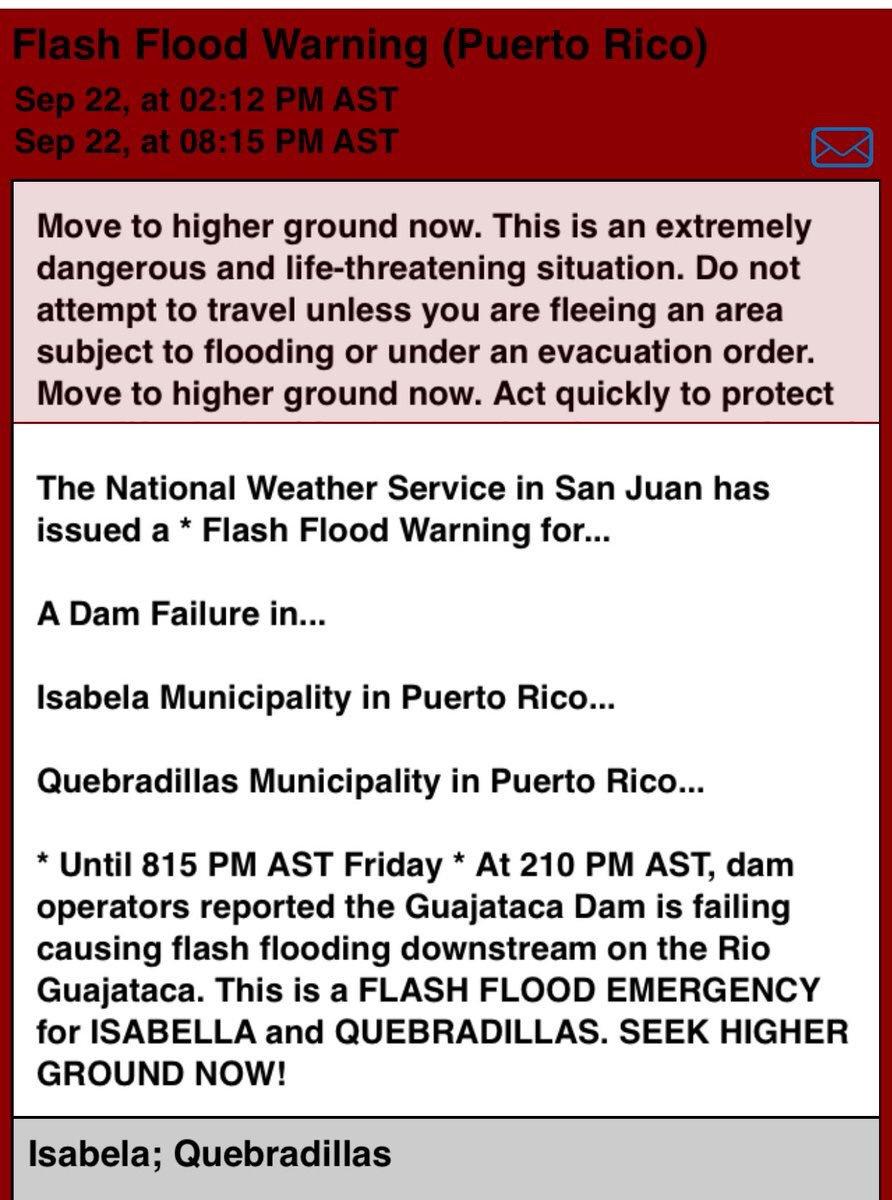 Flash Flood Warning (Puerto Rico)
Sep 22, at 02:12 PM AST
Sep 22, at 08:15 PM AST
Move to higher ground now. This is an extremely
dangerous and life-threatening situation. Do not
attempt to travel unless you are fleeing an area
subject to flooding or under an evacuation order.
Move to higher ground now. Act quickly to protect
The National Weather Service in San Juan has
issued a * Flash Flood Warning for...
A Dam Failure in...
Isabela Municipality in Puerto Rico...
Quebradillas Municipality in Puerto Rico...
* Until 815 PM AST Friday * At 210 PM AST, dam
operators reported the Guajataca Dam is failing
causing flash flooding downstream on the Rio
Guajataca. This is a FLASH FLOOD EMERGENCY
for ISABELLA and QUEBRADILLAS. SEEK HIGHER
GROUND NOW!
Isabela; Quebradillas